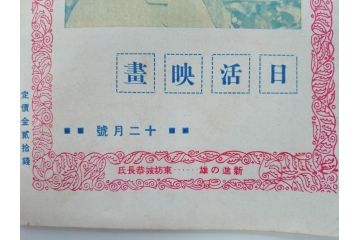 日活映畫
十二月號
新進の雄……東坊城恭長氏
定價金貳拾錢